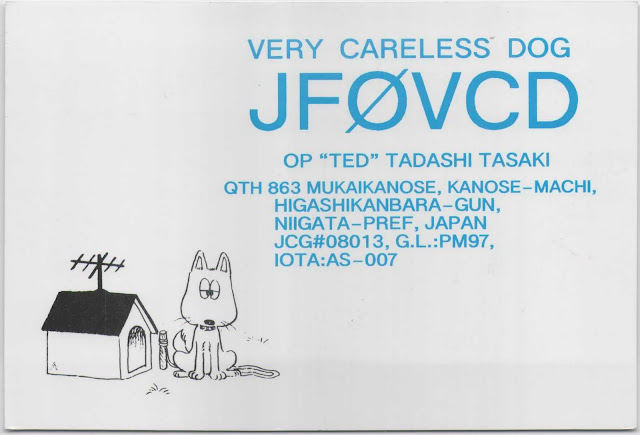 VERY CARELESS DOG
JFØVCD
OP “TED” TADASHI TASAKI
QTH 863 MUKAIKANOSE, KANOSE-MACHI,
HIGASHIKANBARA-GUN,
NIIGATA-PREF, JAPAN
JCG#08013, G.L.:PM97,
IOTA:AS-007